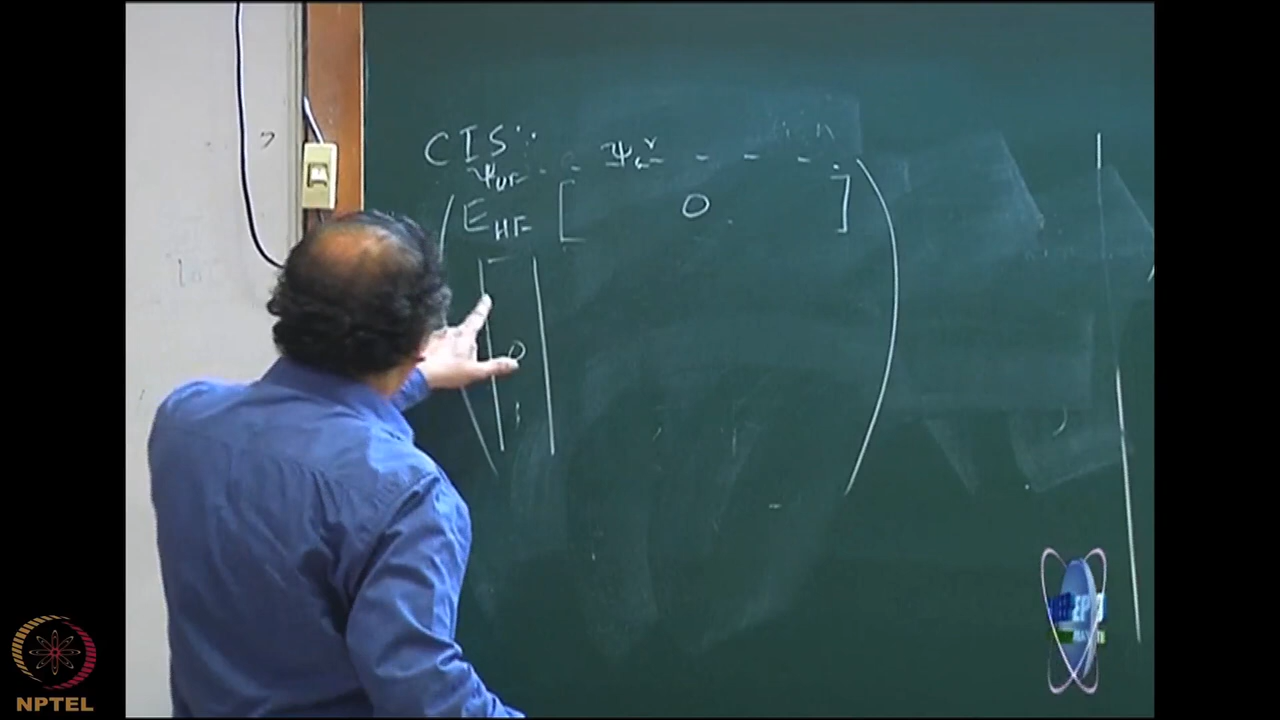 CIS:
Ψ_HF - - Ψ_a^r - - - -
E_HF [ 0 ]
0
NPTEL